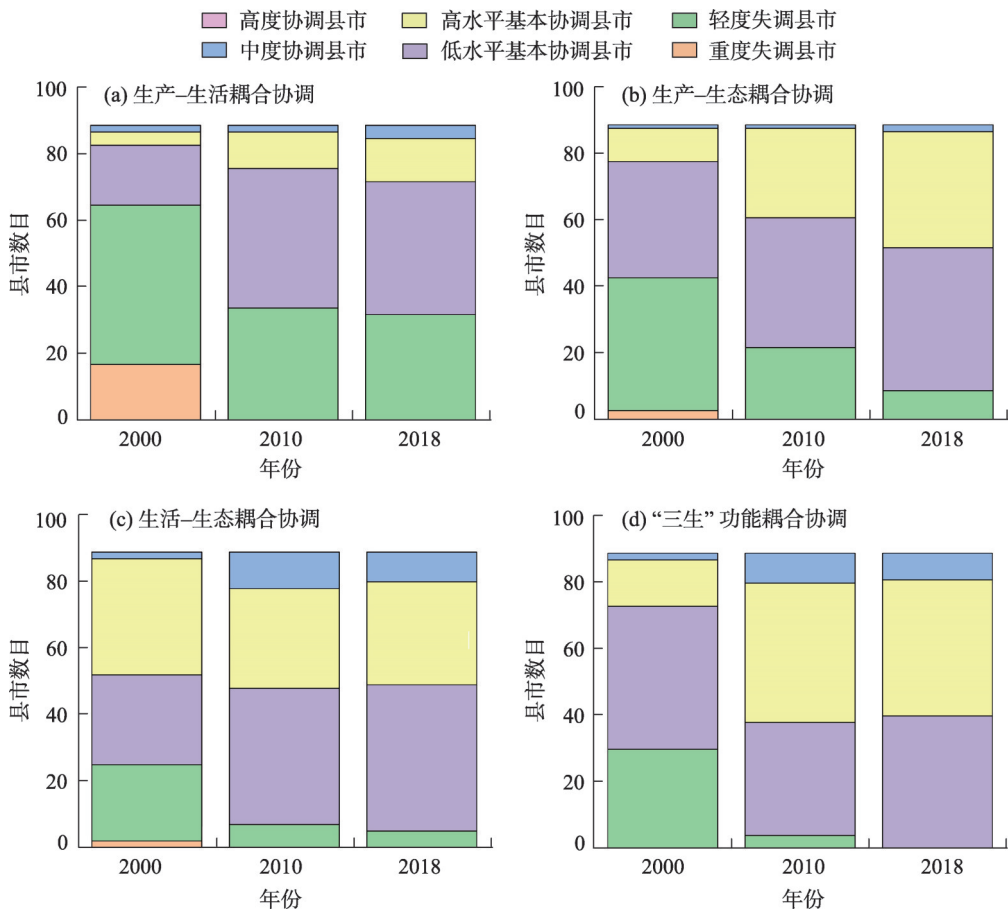 高度协调县市 高水平基本协调县市 轻度失调县市
中度协调县市 低水平基本协调县市 重度失调县市
(a) 生产–生活耦合协调
县市数目
100
80
60
40
20
0
2000 2010 2018
年份
(b) 生产–生态耦合协调
县市数目
100
80
60
40
20
0
2000 2010 2018
年份
(c) 生活–生态耦合协调
县市数目
100
80
60
40
20
0
2000 2010 2018
年份
(d) “三生” 功能耦合协调
县市数目
100
80
60
40
20
0
2000 2010 2018
年份